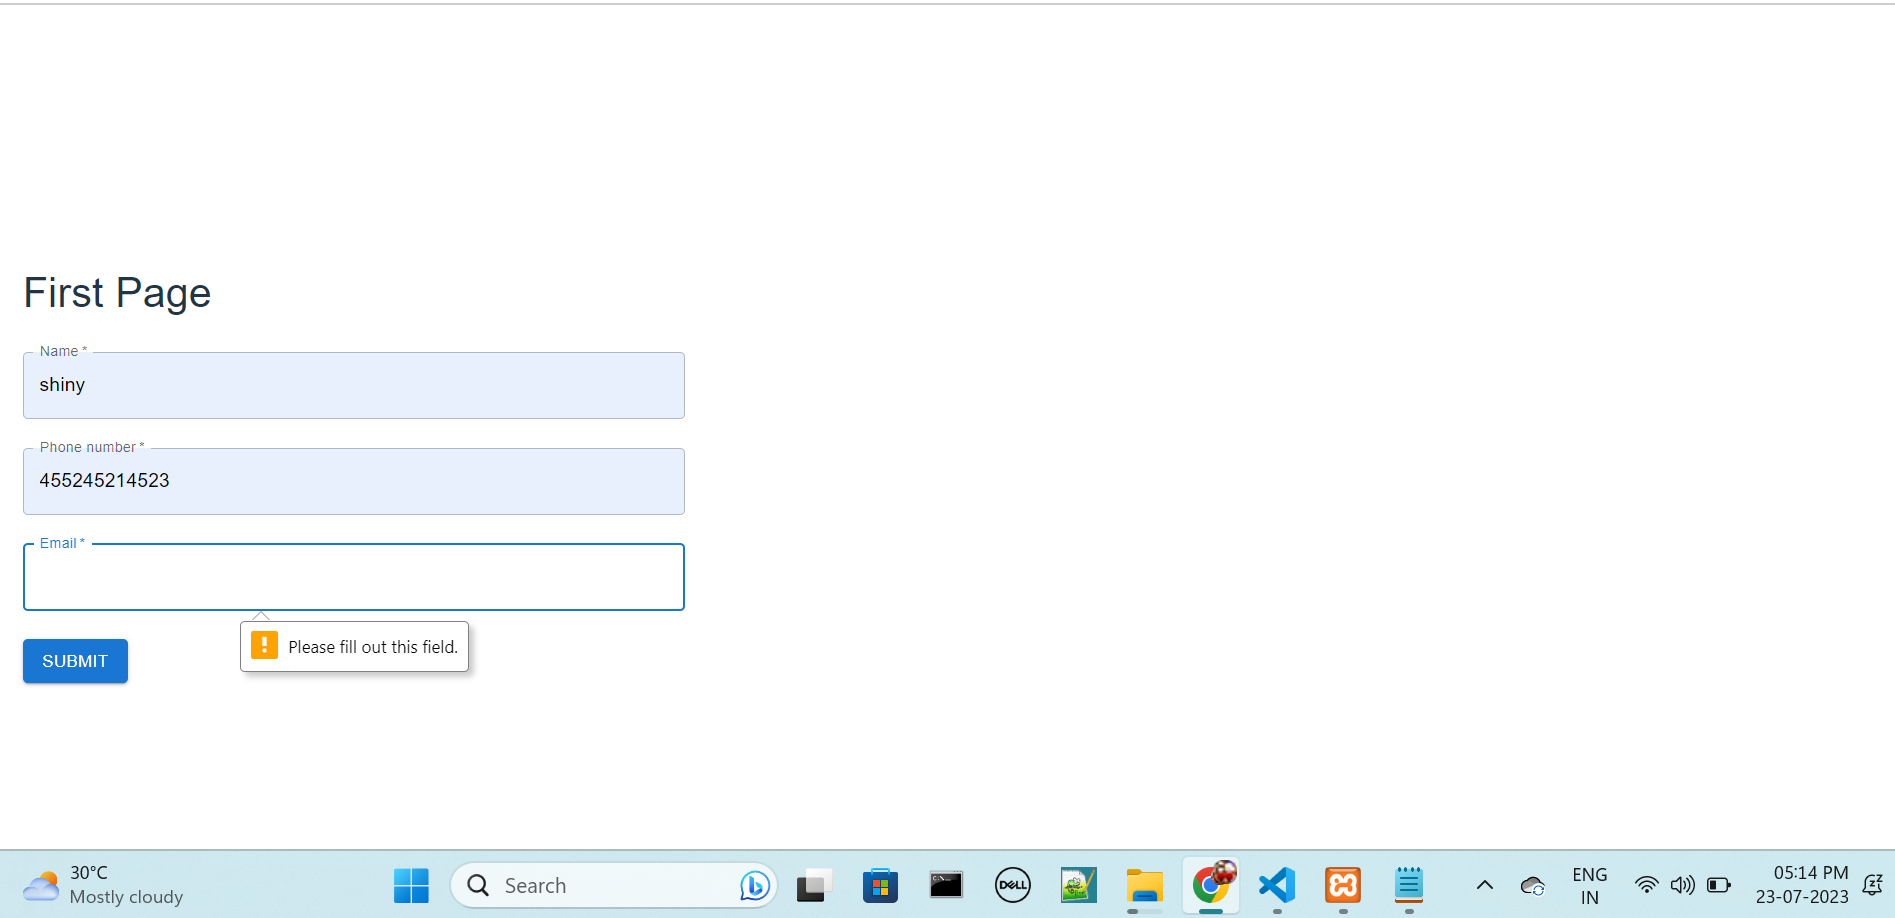 First Page
Name *
shiny
Phone number *
455245214523
Email *
Please fill out this field.
SUBMIT
30°C
Mostly cloudy
Search
DELL
ENG
IN
05:14 PM
23-07-2023